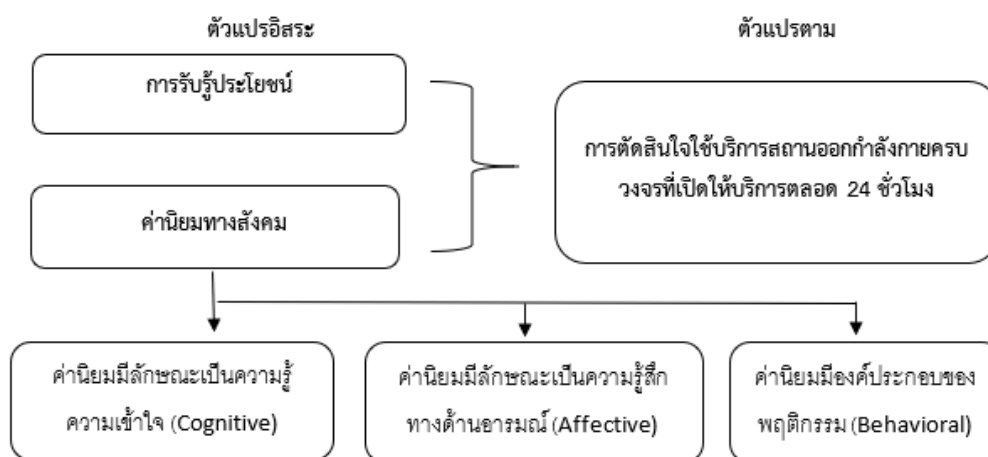 ตัวแปรอิสระ
ตัวแปรตาม
การรับรู้ประโยชน์
การตัดสินใจใช้บริการสถานออกกำลังกายครบ
วงจรที่เปิดให้บริการตลอด 24 ชั่วโมง
ค่านิยมทางสังคม
ค่านิยมมีลักษณะเป็นความรู้
ความเข้าใจ (Cognitive)
ค่านิยมมีลักษณะเป็นความรู้สึก
ทางด้านอารมณ์ (Affective)
ค่านิยมมีองค์ประกอบของ
พฤติกรรม (Behavioral)